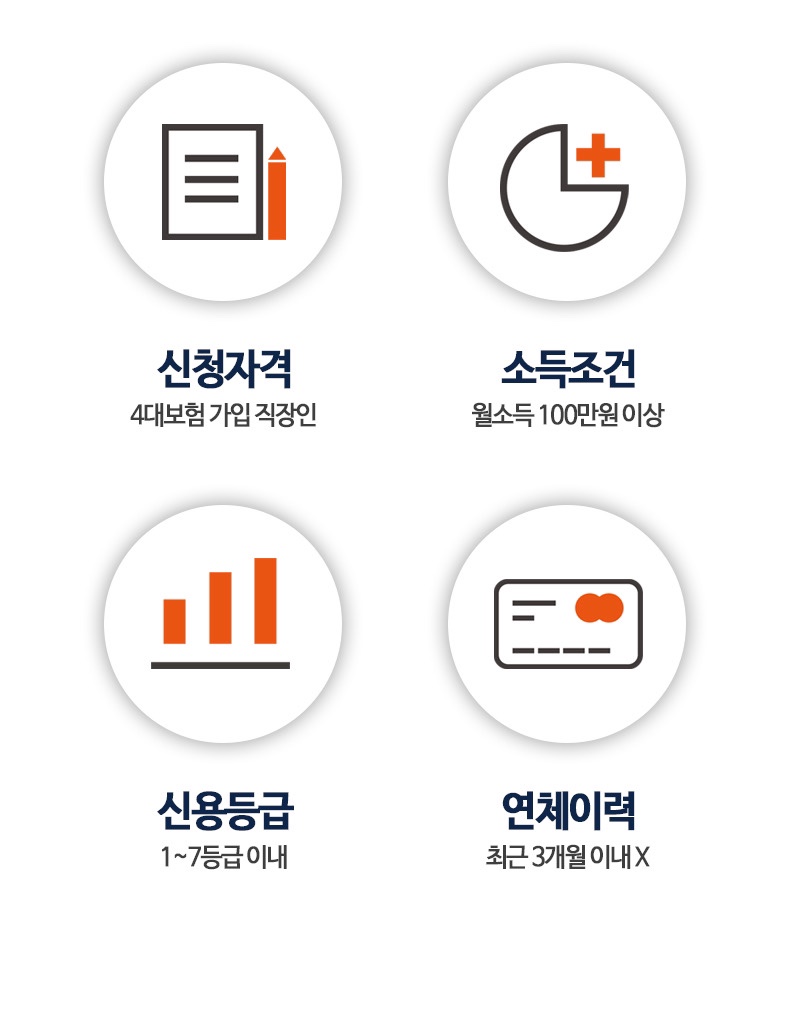 신청자격
4대보험 가입 직장인
소득조건
월소득 100만원 이상
신용등급
1~7등급 이내
연체이력
최근 3개월 이내 X